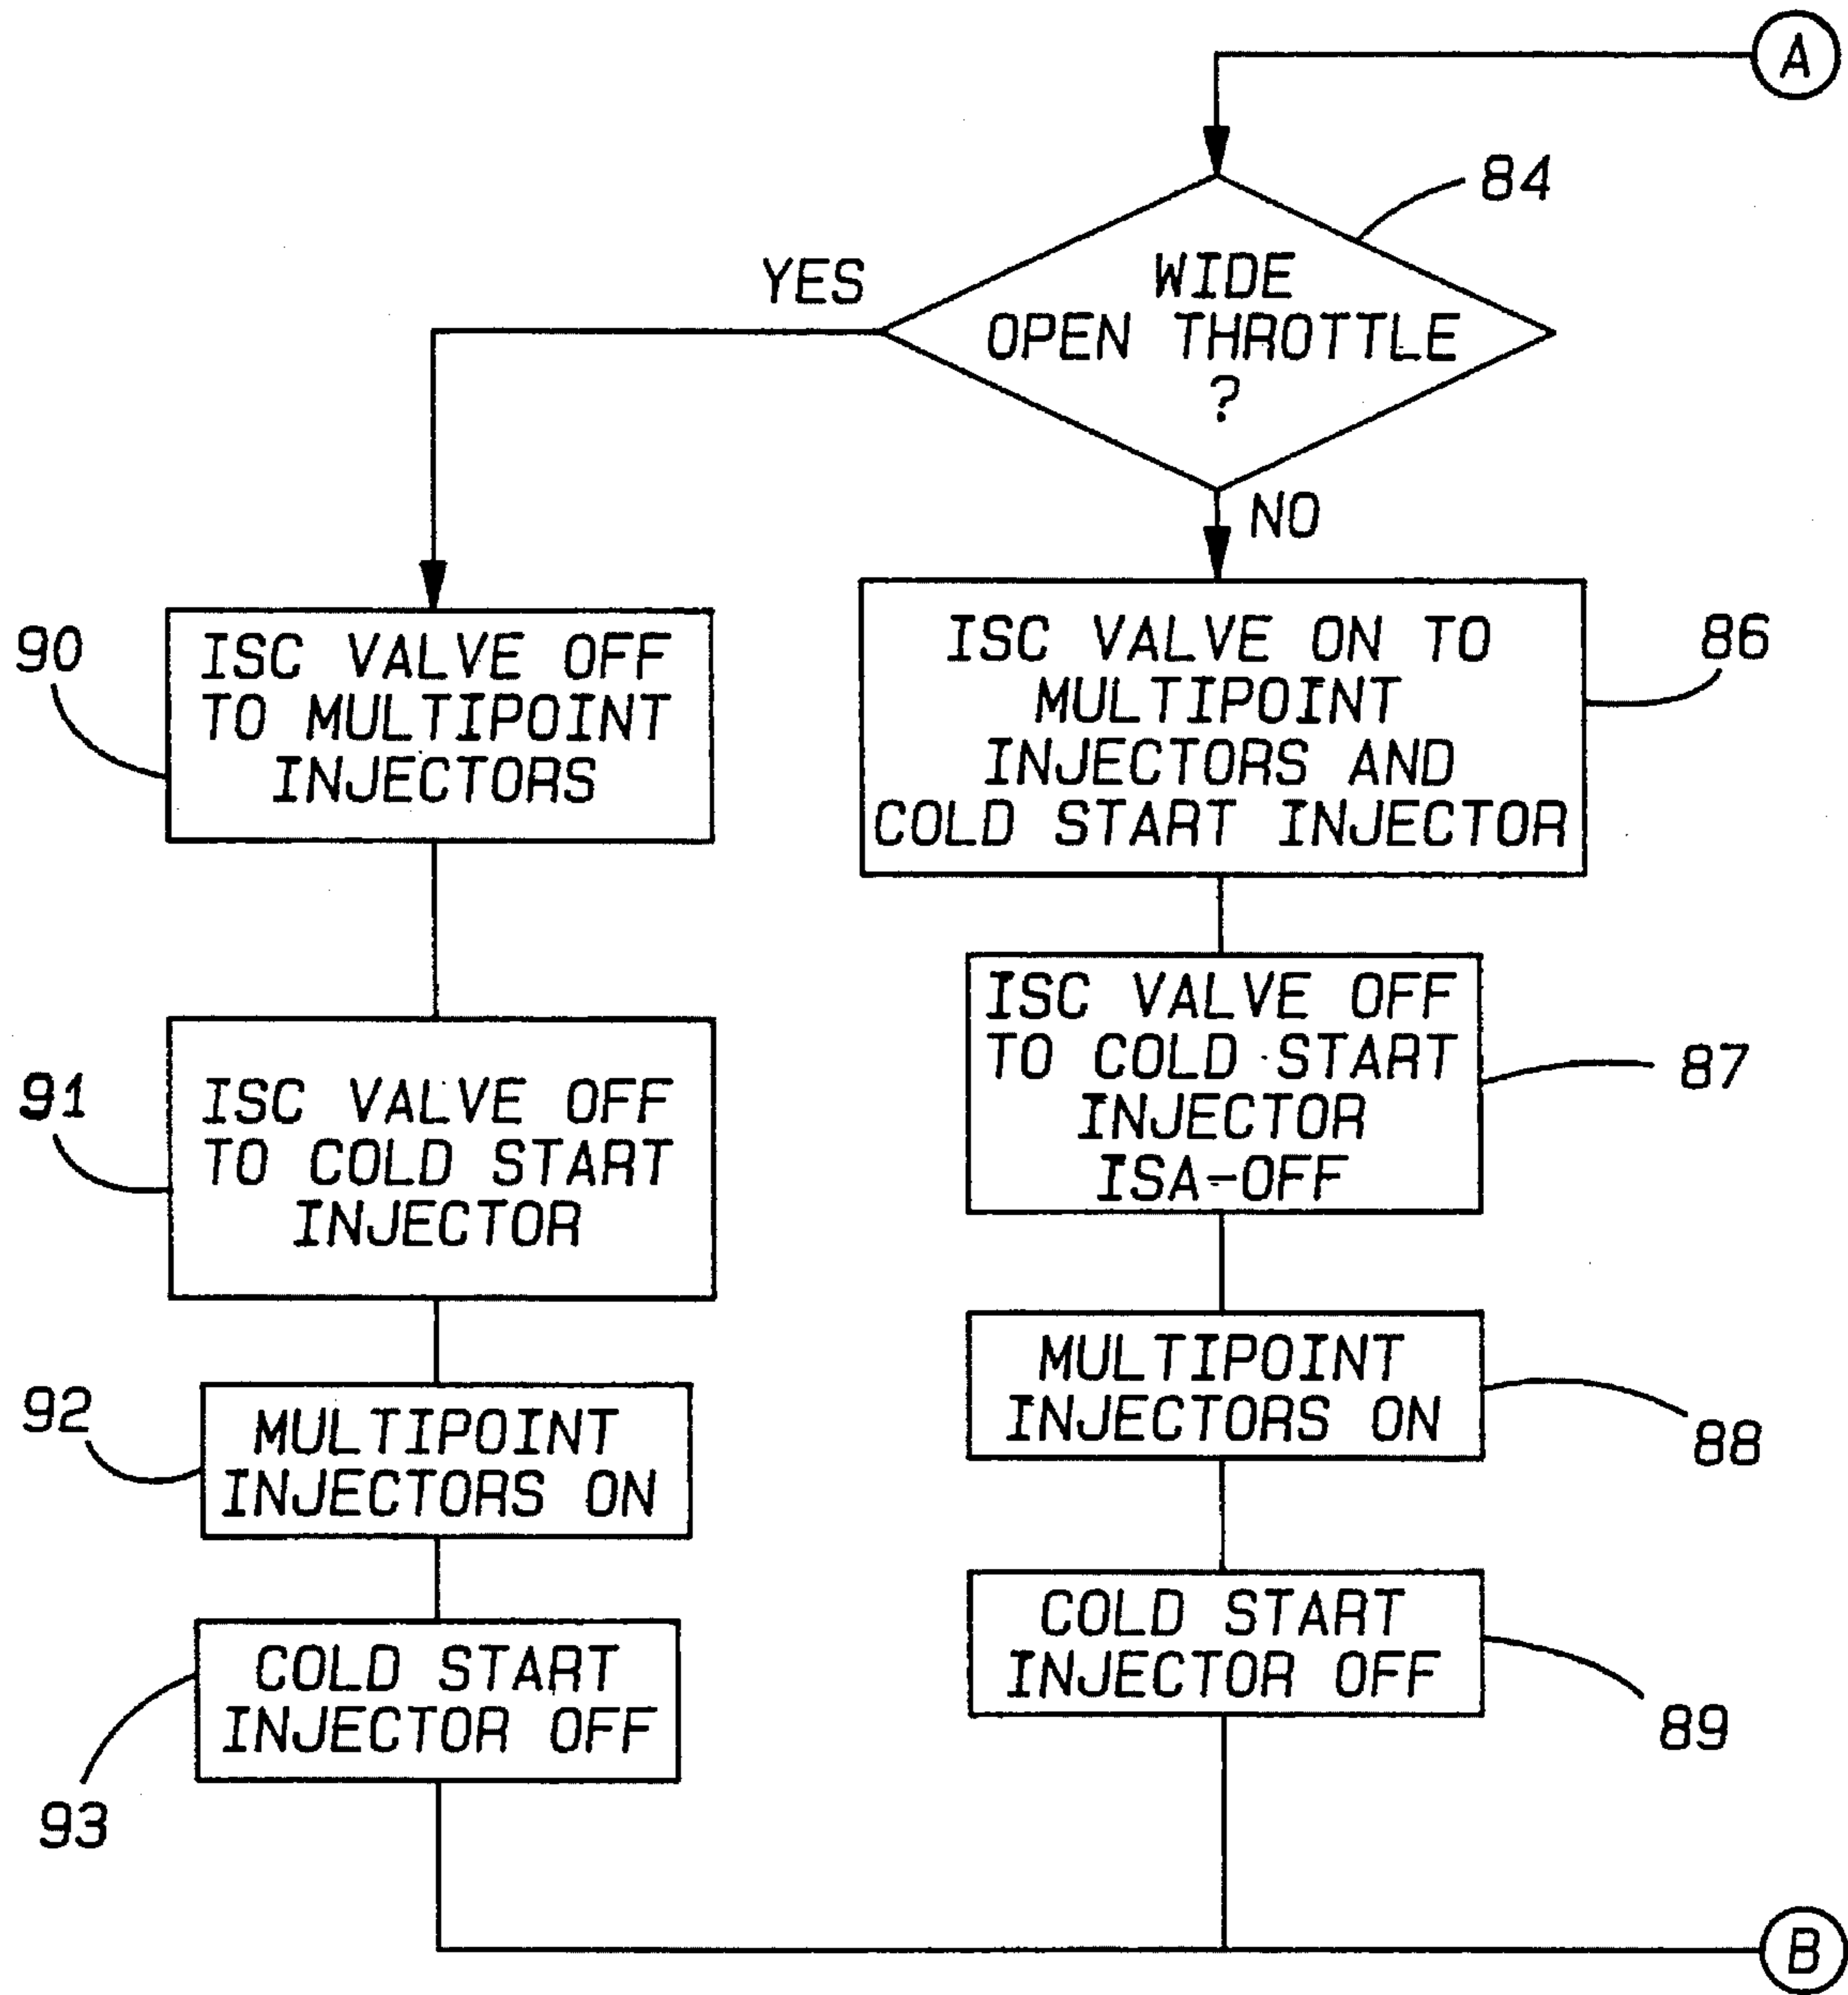 A
84
WIDE
OPEN THROTTLE
?
YES
NO
90
ISC VALVE OFF
TO MULTIPOINT
INJECTORS
ISC VALVE ON TO
MULTIPOINT
INJECTORS AND
COLD START INJECTOR
86
91
ISC VALVE OFF
TO COLD START
INJECTOR
ISC VALVE OFF
TO COLD START
INJECTOR
ISA-OFF
87
92
MULTIPOINT
INJECTORS ON
MULTIPOINT
INJECTORS ON
88
COLD START
INJECTOR OFF
93
COLD START
INJECTOR OFF
89
B